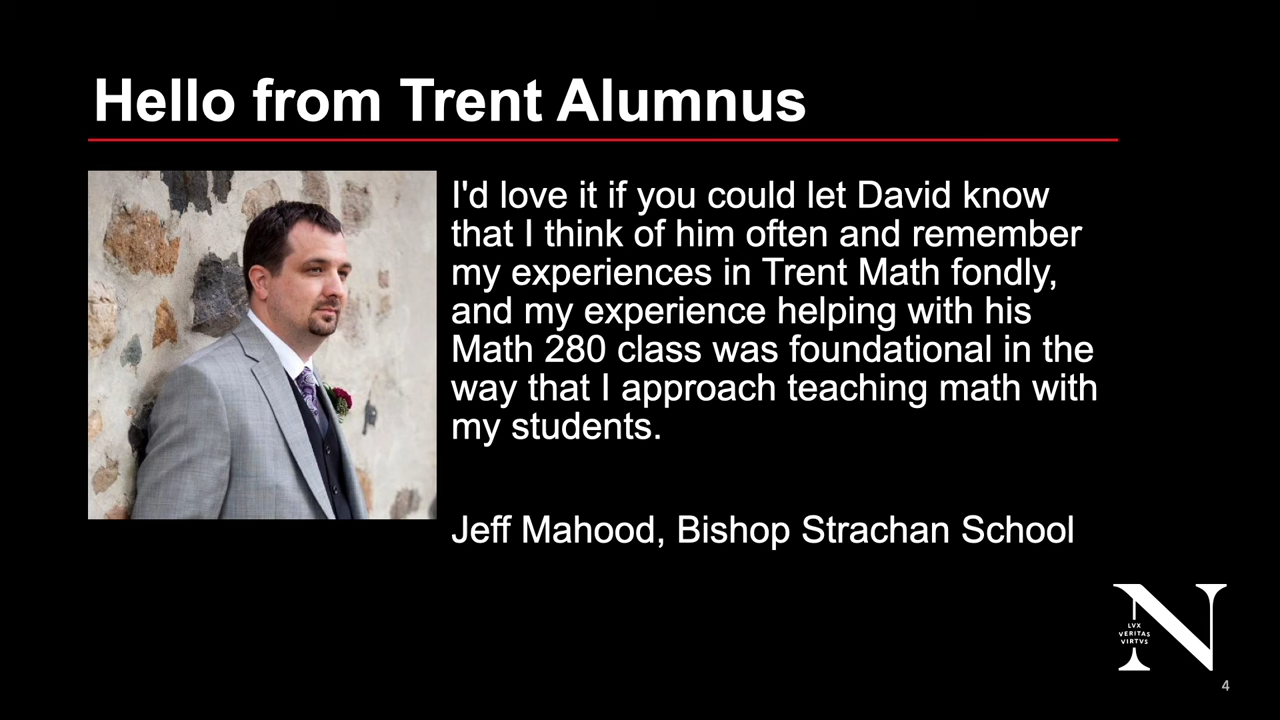 Hello from Trent Alumnus
I'd love it if you could let David know
that I think of him often and remember
my experiences in Trent Math fondly,
and my experience helping with his
Math 280 class was foundational in the
way that I approach teaching math with
my students.
Jeff Mahood, Bishop Strachan School
N
LVX
VERITAS
VIRTVS
4